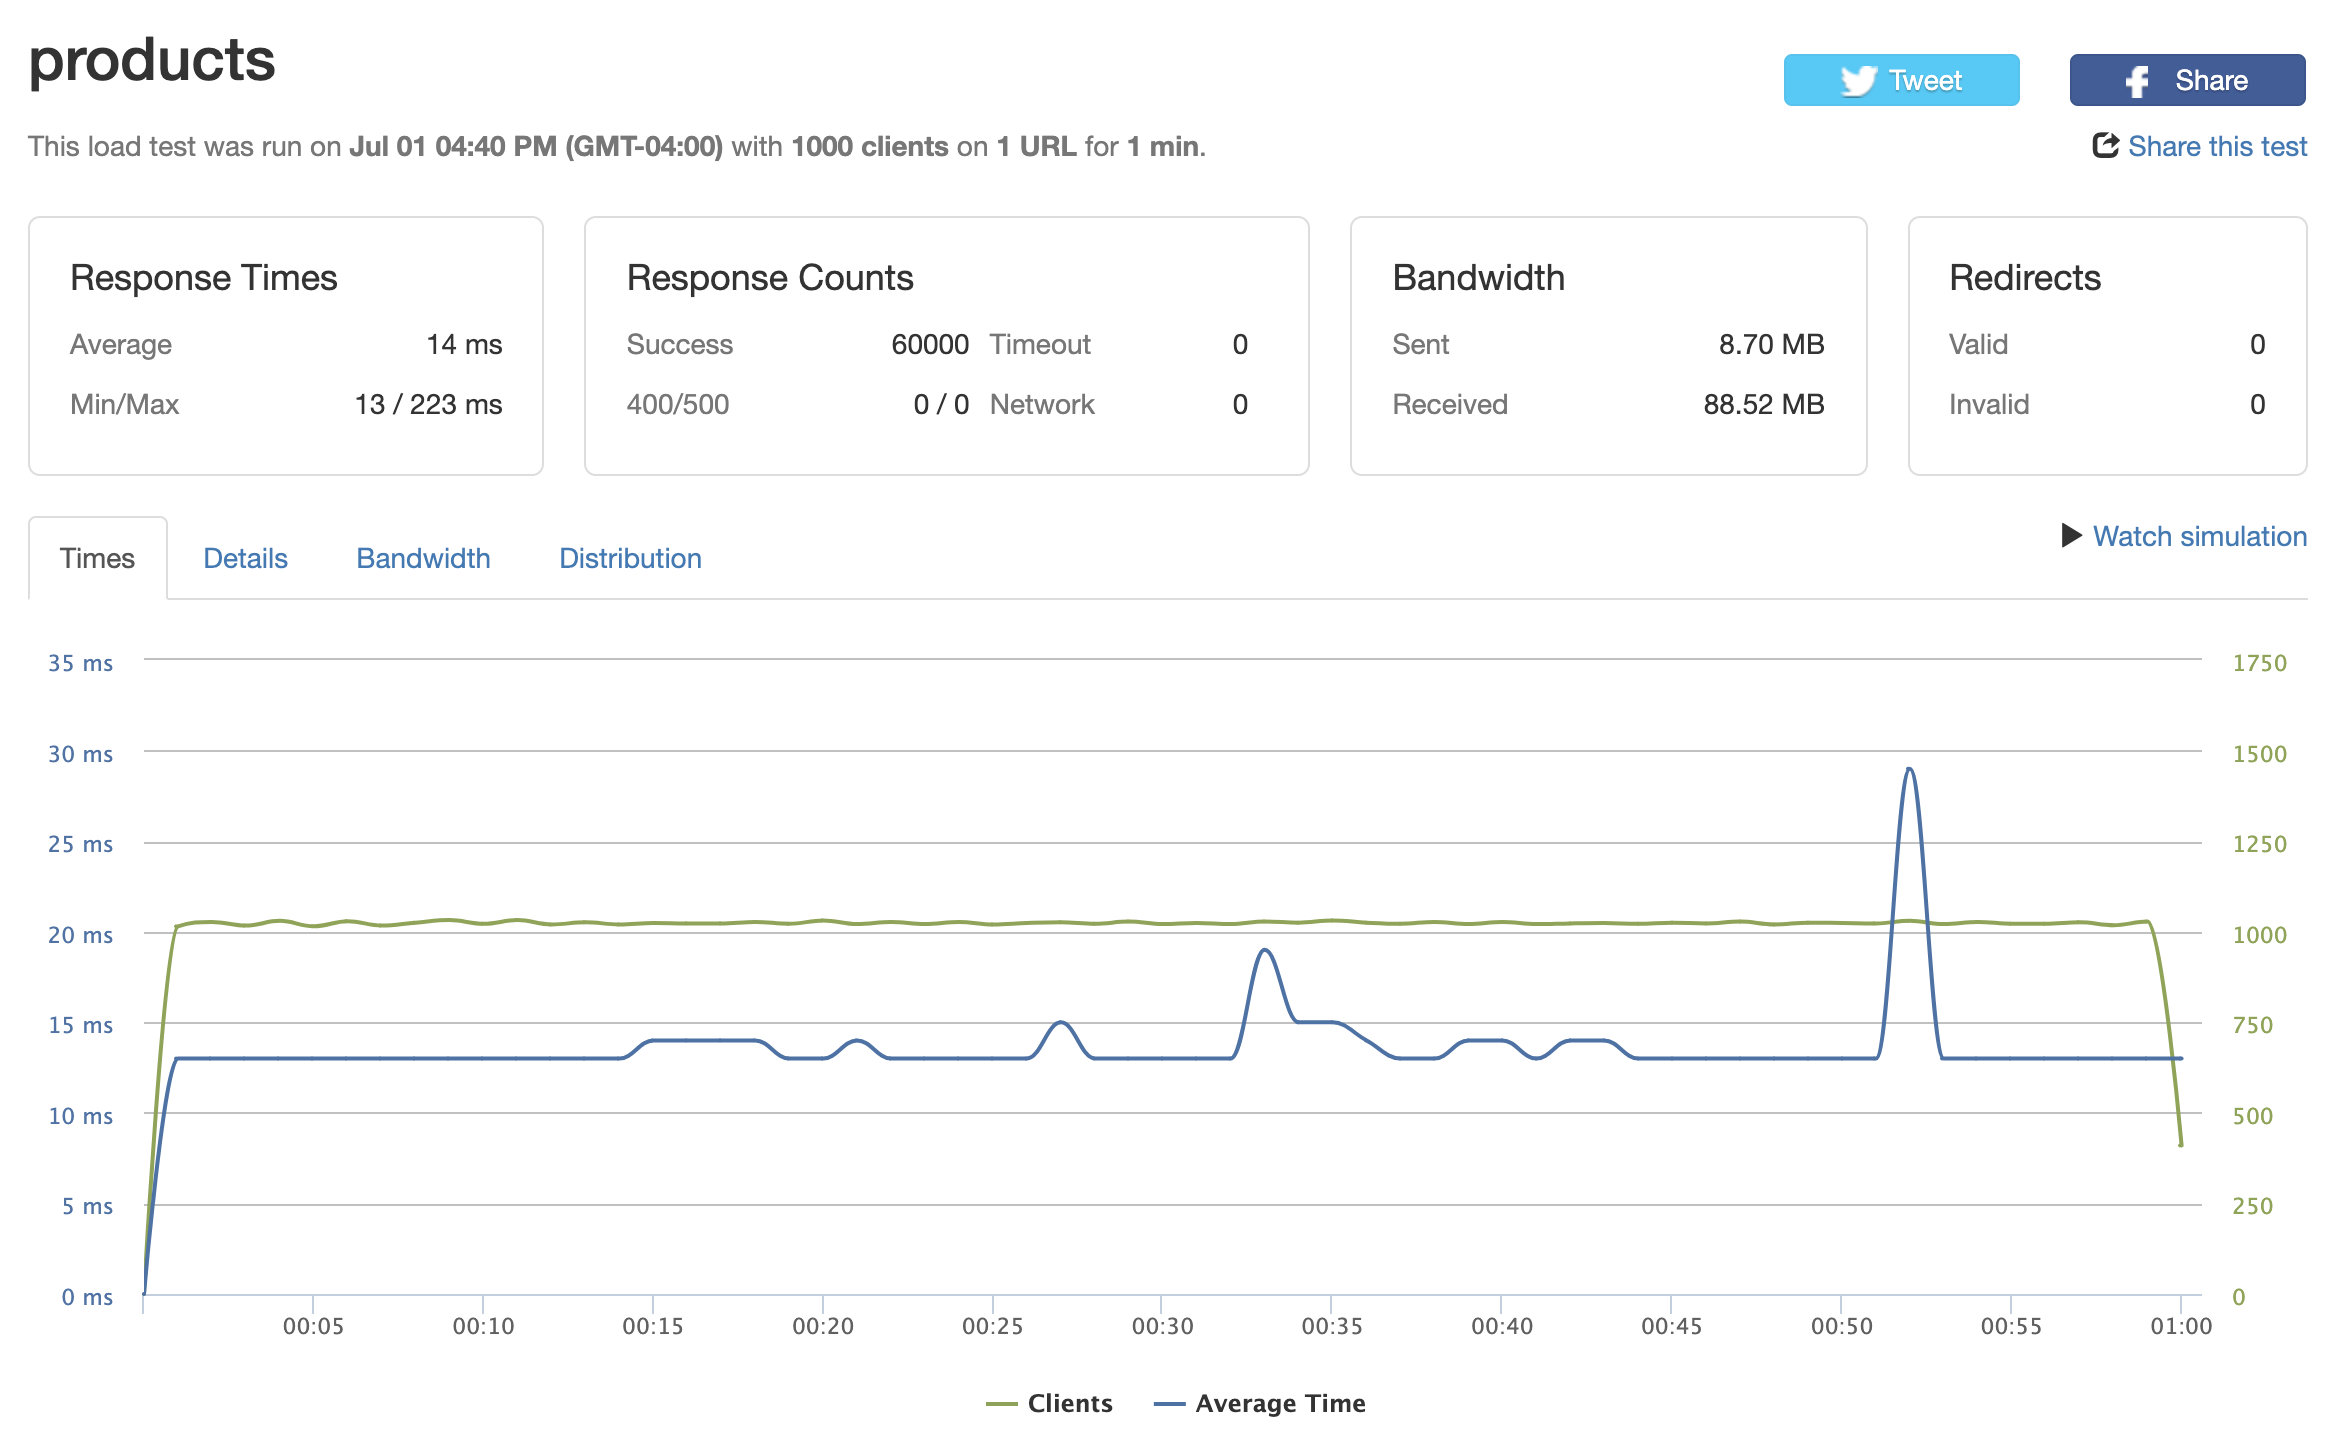 products
Tweet
Share
This load test was run on Jul 01 04:40 PM (GMT-04:00) with 1000 clients on 1 URL for 1 min.
Share this test
Response Times
Average 14 ms
Min/Max 13 / 223 ms
Response Counts
Success 60000 Timeout 0
400/500 0 / 0 Network 0
Bandwidth
Sent 8.70 MB
Received 88.52 MB
Redirects
Valid 0
Invalid 0
Times Details Bandwidth Distribution
Watch simulation
35 ms 1750
30 ms 1500
25 ms 1250
20 ms 1000
15 ms 750
10 ms 500
5 ms 250
0 ms 0
00:05 00:10 00:15 00:20 00:25 00:30 00:35 00:40 00:45 00:50 00:55 01:00
Clients Average Time